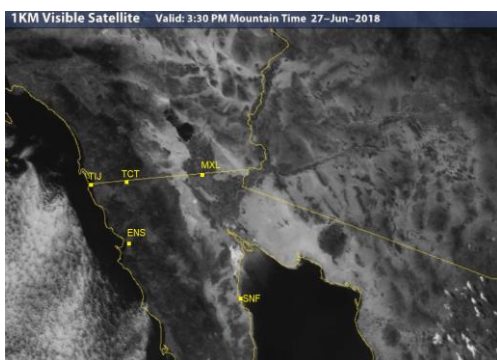 1KM Visible Satellite Valid: 3:30 PM Mountain Time 27-Jun-2018
MXL
TIJ TCT
ENS
SNF